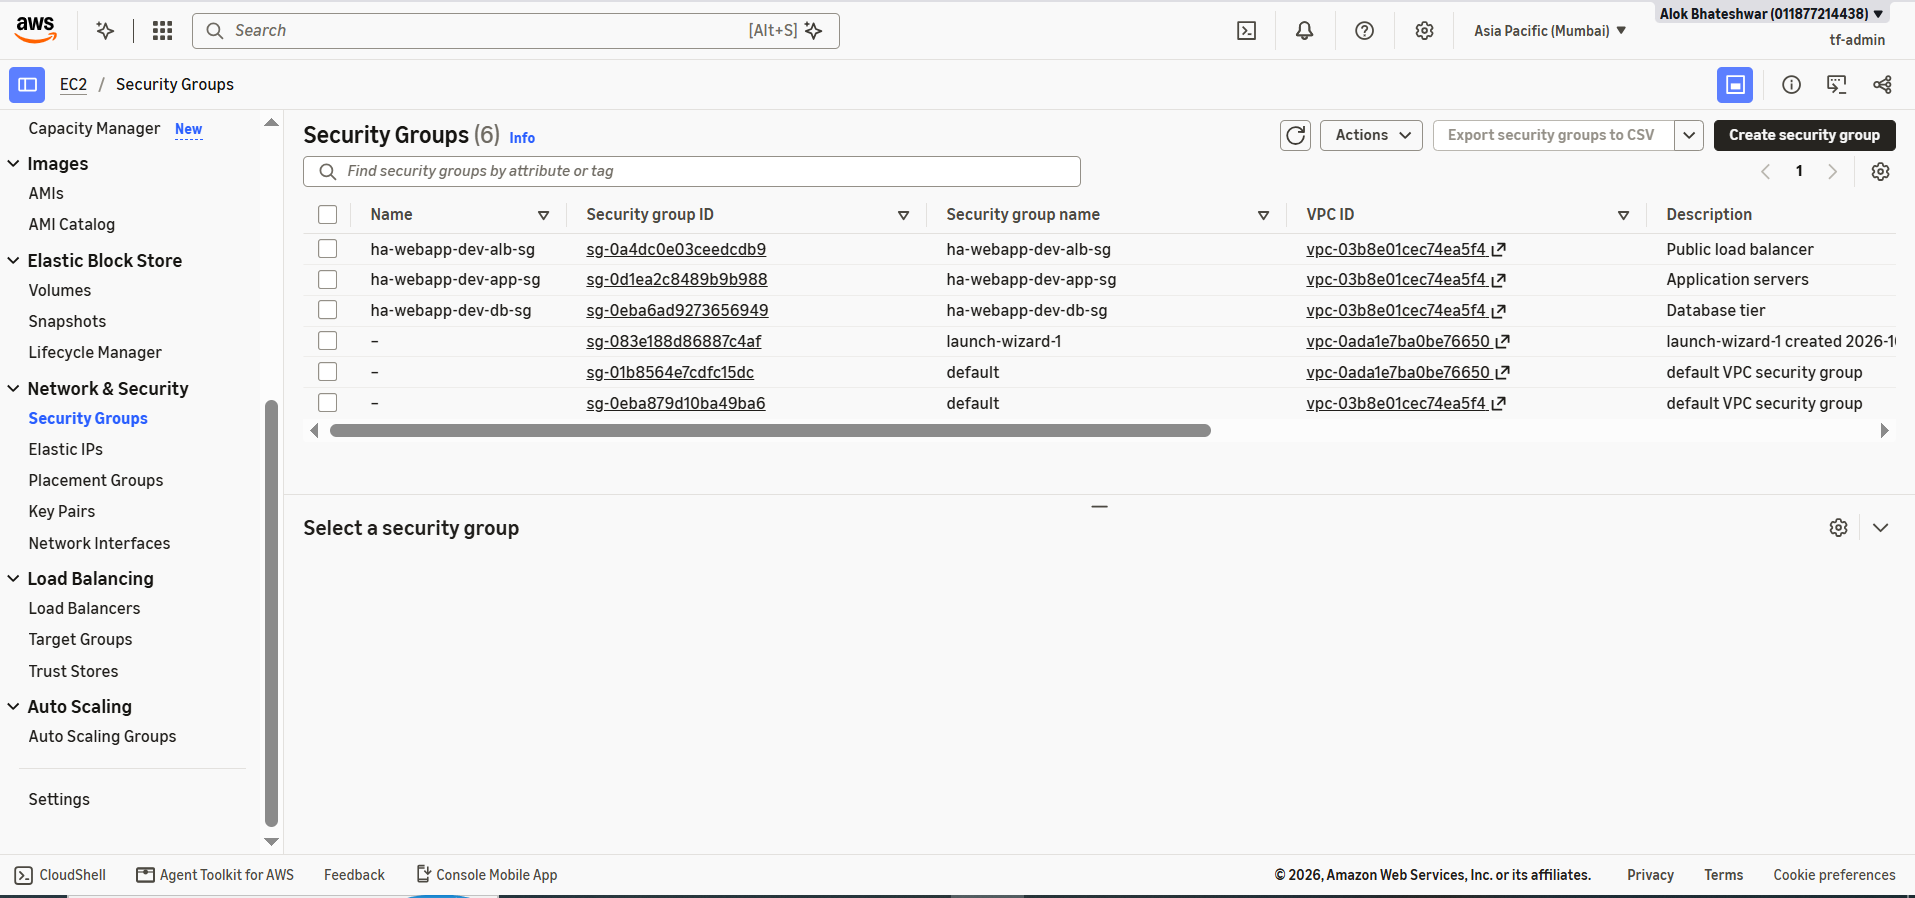 aws
Search [Alt+S]
Asia Pacific (Mumbai)
Alok Bhateshwar (011877214438)
tf-admin
EC2 / Security Groups
Capacity Manager New
Images
AMIs
AMI Catalog
Elastic Block Store
Volumes
Snapshots
Lifecycle Manager
Network & Security
Security Groups
Elastic IPs
Placement Groups
Key Pairs
Network Interfaces
Load Balancing
Load Balancers
Target Groups
Trust Stores
Auto Scaling
Auto Scaling Groups
Settings
Security Groups (6) Info
Actions
Export security groups to CSV
Create security group
Find security groups by attribute or tag
1
Name Security group ID Security group name VPC ID Description
ha-webapp-dev-alb-sg sg-0a4dc0e03ceedcdb9 ha-webapp-dev-alb-sg vpc-03b8e01cec74ea5f4 Public load balancer
ha-webapp-dev-app-sg sg-0d1ea2c8489b9b988 ha-webapp-dev-app-sg vpc-03b8e01cec74ea5f4 Application servers
ha-webapp-dev-db-sg sg-0eba6ad9273656949 ha-webapp-dev-db-sg vpc-03b8e01cec74ea5f4 Database tier
– sg-083e188d86887c4af launch-wizard-1 vpc-0ada1e7ba0be76650 launch-wizard-1 created 2026-1
– sg-01b8564e7cdfc15dc default vpc-0ada1e7ba0be76650 default VPC security group
– sg-0eba879d10ba49ba6 default vpc-03b8e01cec74ea5f4 default VPC security group
Select a security group
CloudShell Agent Toolkit for AWS Feedback Console Mobile App
© 2026, Amazon Web Services, Inc. or its affiliates. Privacy Terms Cookie preferences